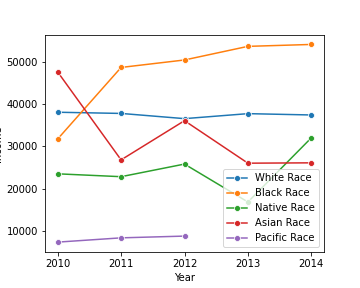 50000
40000
30000
20000
10000
2010 2011 2012 2013 2014
Year
White Race
Black Race
Native Race
Asian Race
Pacific Race